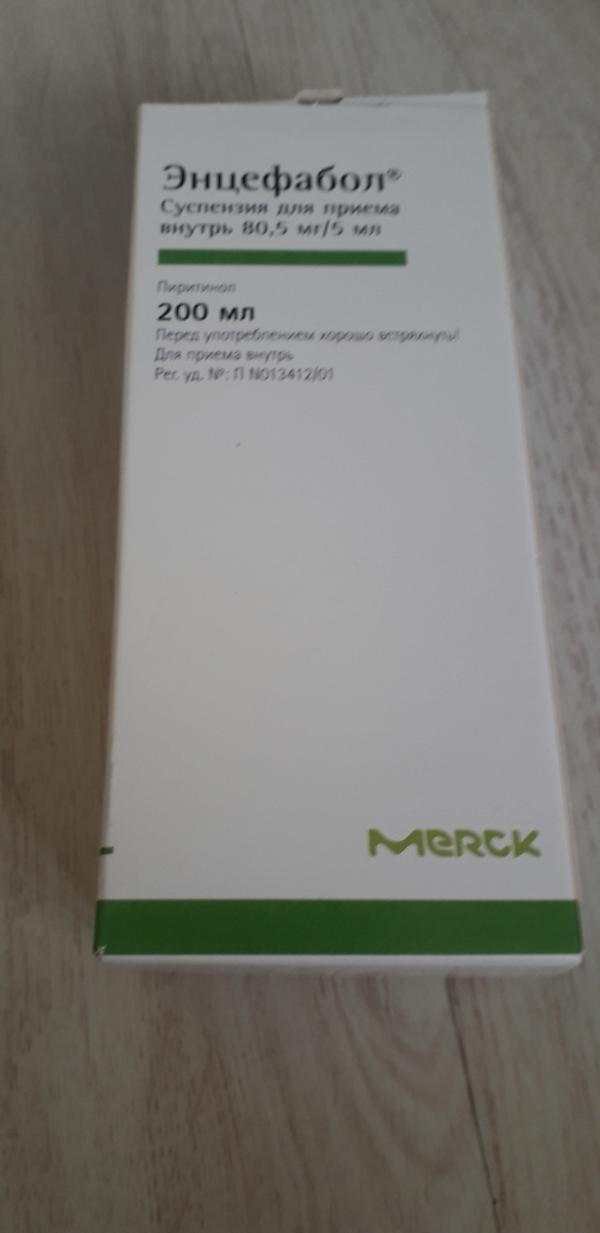 Энцефабол®
Суспензия для приема
внутрь 80,5 мг/5 мл
Пиритинол
200 мл
Перед употреблением хорошо встряхнуть!
Для приема внутрь
Рег. уд. №: П N013412/01
MERCK